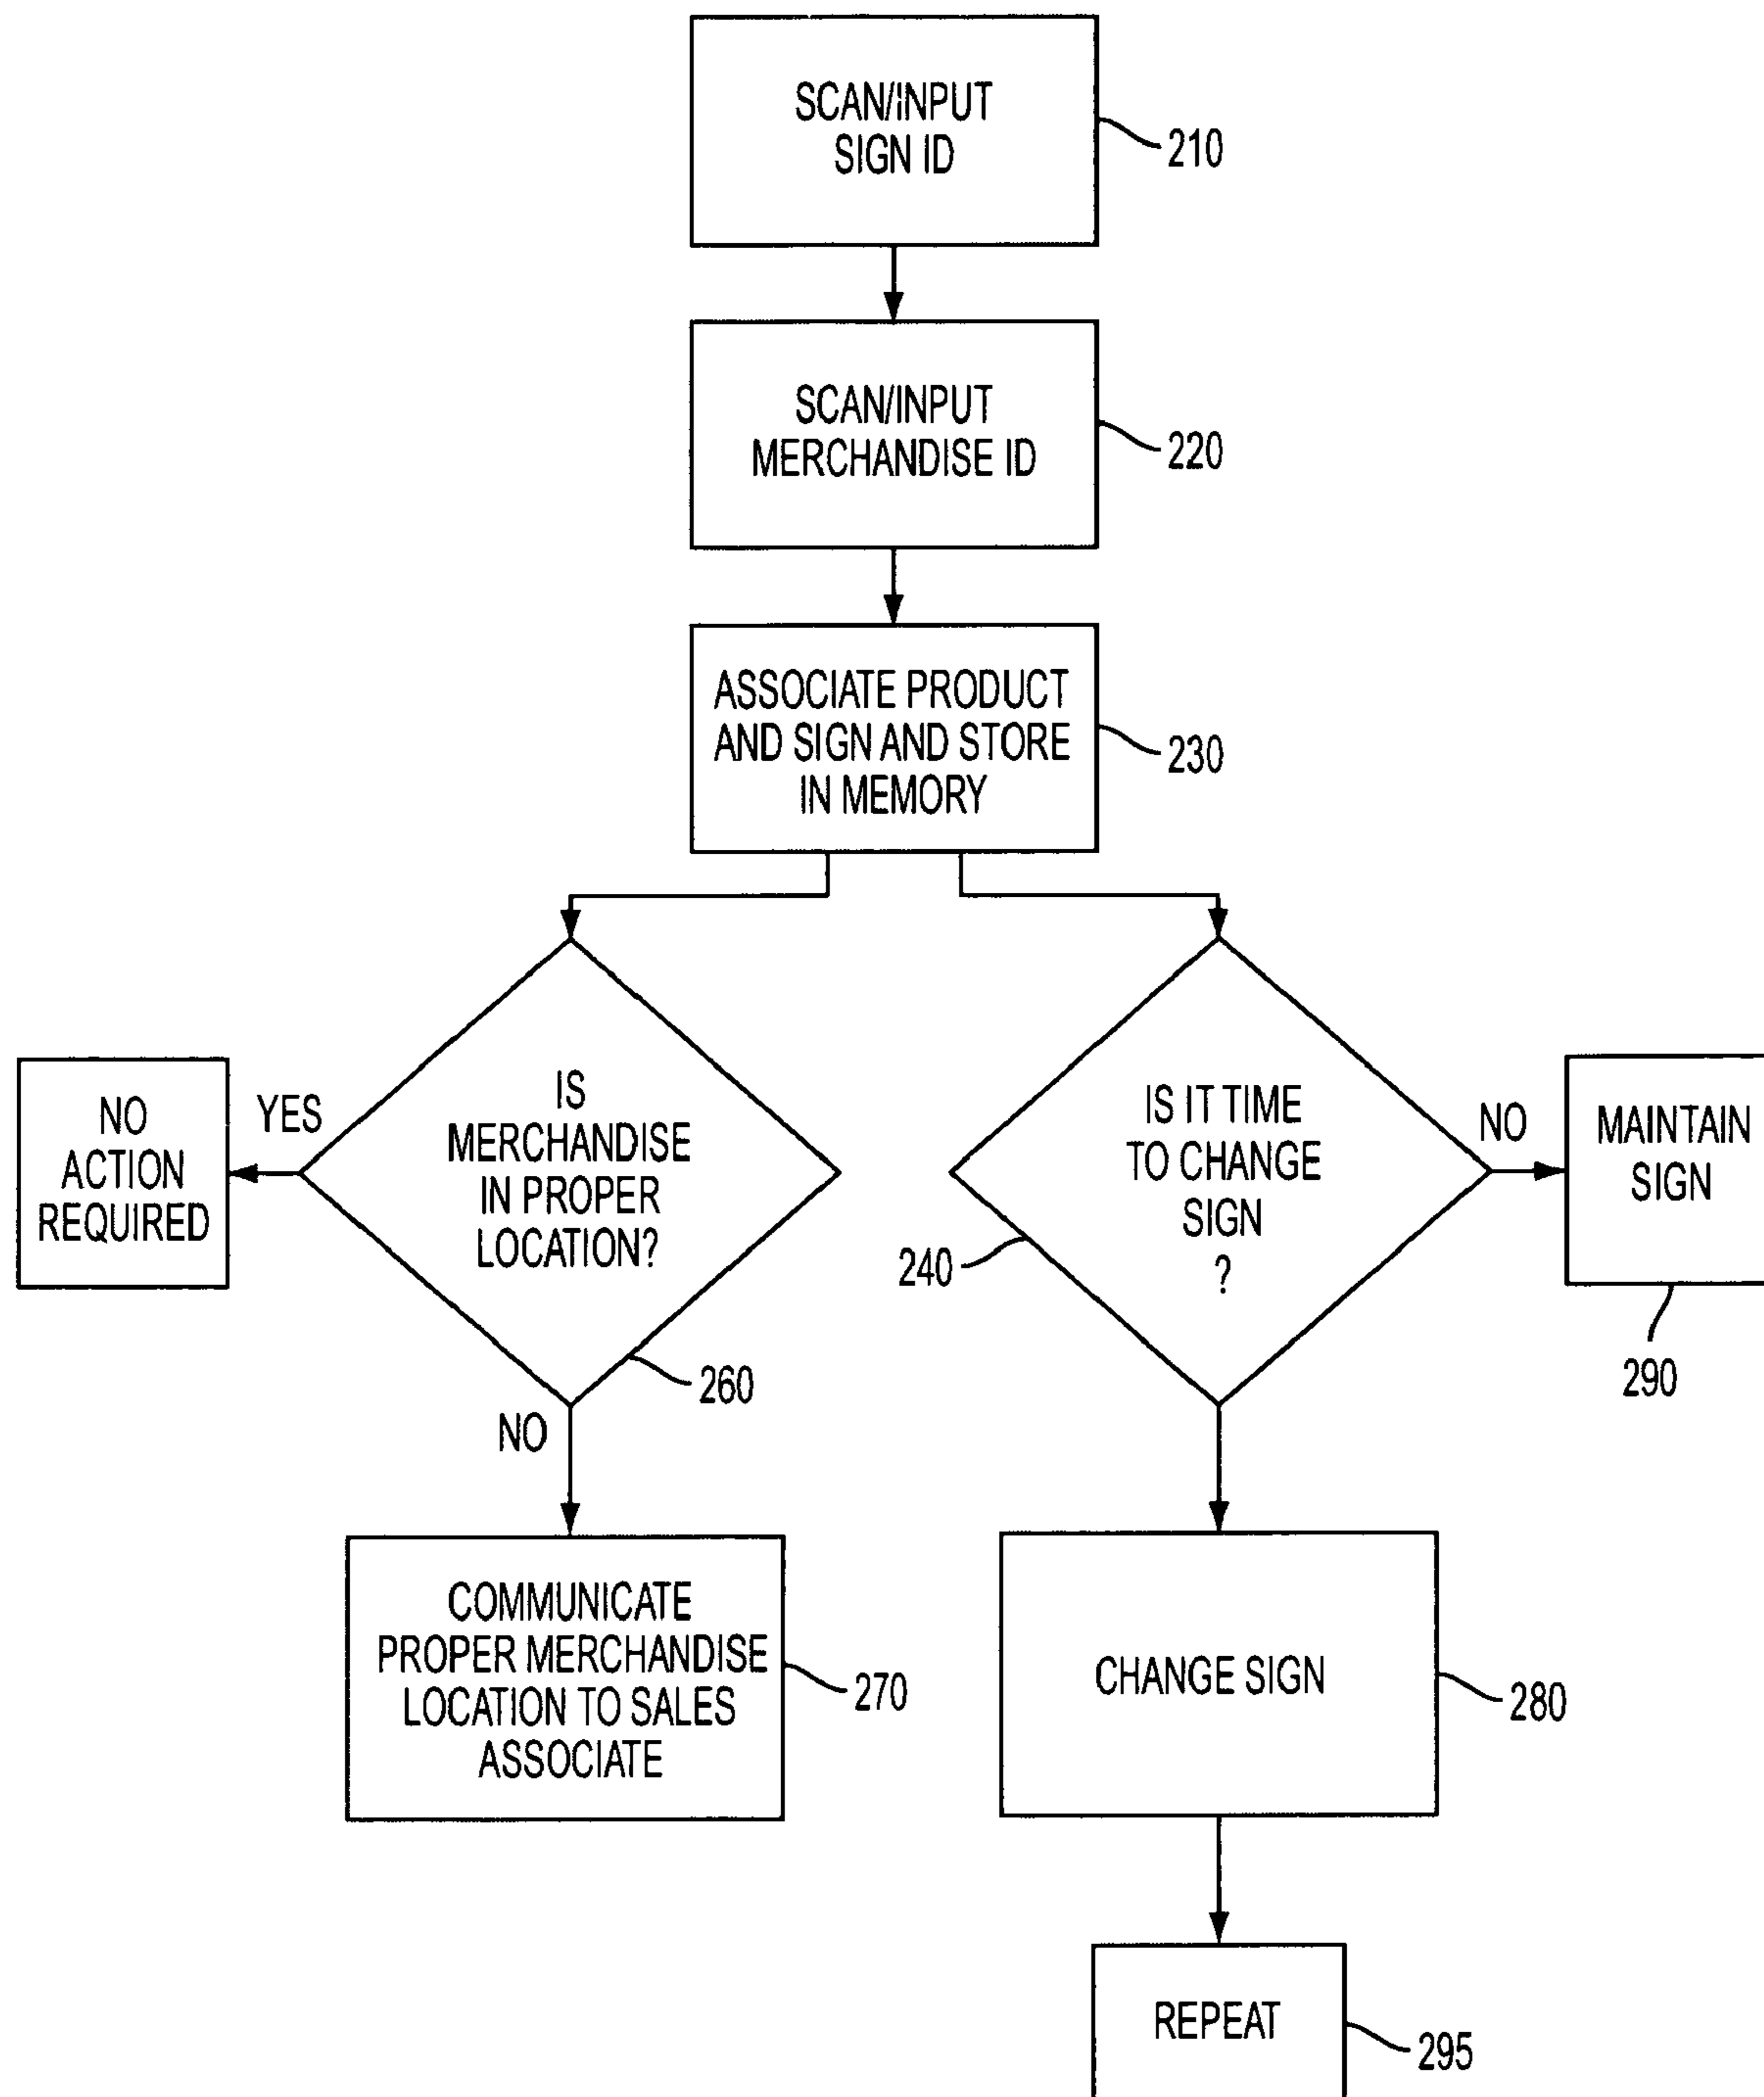 SCAN/INPUT
SIGN ID
210
SCAN/INPUT
MERCHANDISE ID
220
ASSOCIATE PRODUCT
AND SIGN AND STORE
IN MEMORY
230
NO
ACTION
REQUIRED
YES
IS
MERCHANDISE
IN PROPER
LOCATION?
260
NO
IS IT TIME
TO CHANGE
SIGN
?
240
NO
MAINTAIN
SIGN
290
COMMUNICATE
PROPER MERCHANDISE
LOCATION TO SALES
ASSOCIATE
270
CHANGE SIGN
280
REPEAT
295